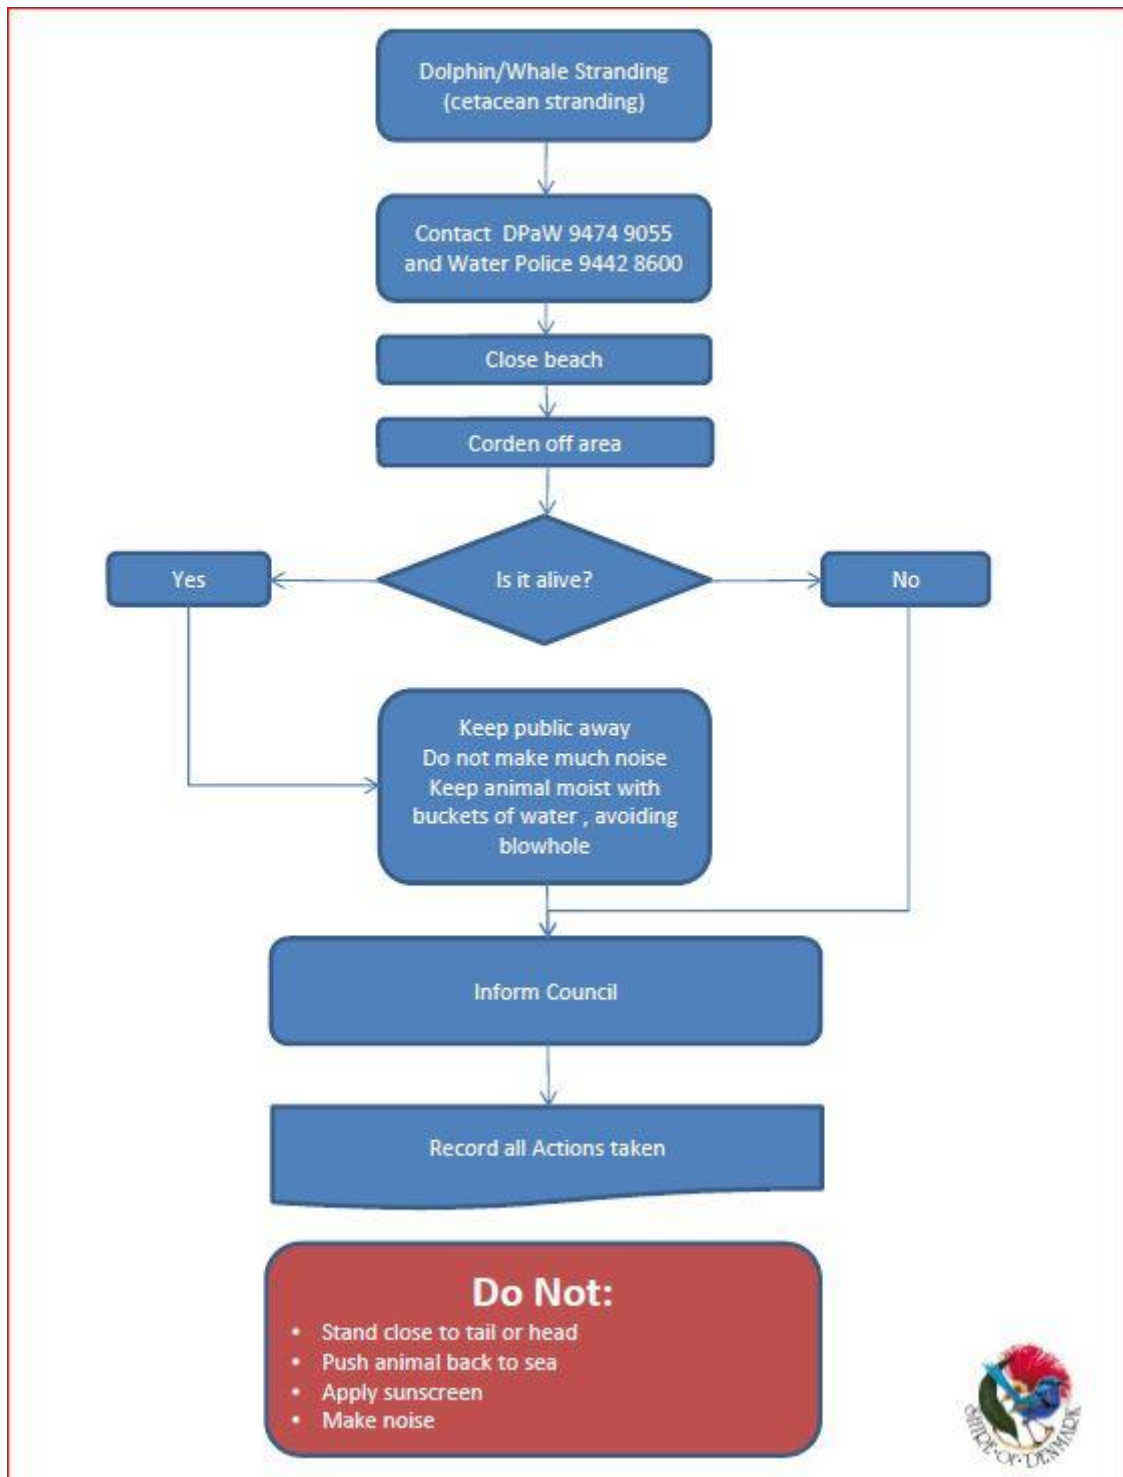 Dolphin/Whale Stranding
(cetacean stranding)
Contact DPaW 9474 9055
and Water Police 9442 8600
Close beach
Corden off area
Is it alive?
Yes
No
Keep public away
Do not make much noise
Keep animal moist with
buckets of water , avoiding
blowhole
Inform Council
Record all Actions taken
Do Not:
• Stand close to tail or head
• Push animal back to sea
• Apply sunscreen
• Make noise
SHIRE OF DENMARK